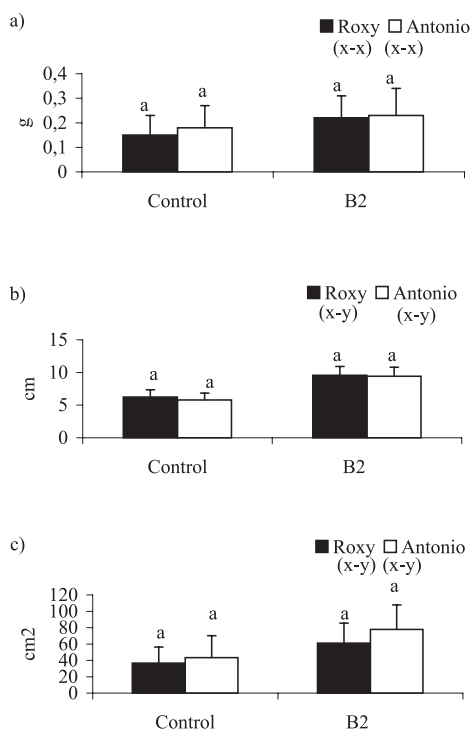 a)
Roxy Antonio
(x-x) (x-x)
0,4
0,3
0,2
0,1
0
g
a a a a
Control B2
b)
Roxy Antonio
(x-y) (x-y)
15
10
5
0
cm
a a a a
Control B2
c)
Roxy Antonio
(x-y) (x-y)
120
100
80
60
40
20
0
cm2
a a a a
Control B2